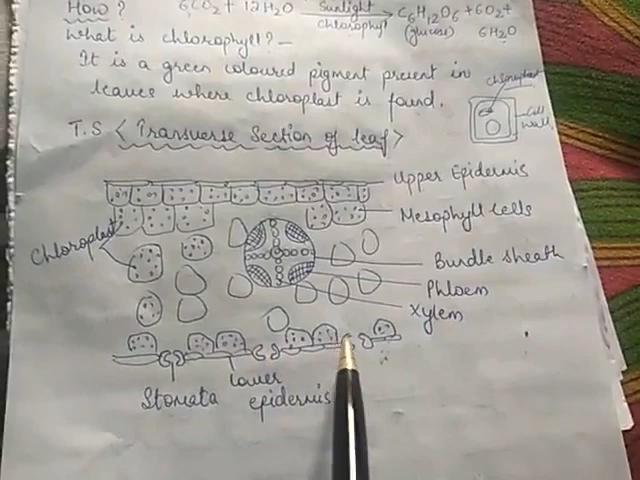 How? 6CO2 + 12H2O Sunlight Chlorophyl C6H12O6 + 6O2 +
(glucose) 6H2O
What is chlorophyll? -
It is a green coloured pigment present in
leaves where chloroplast is found.
chloroplast
Cell wall
T.S < Transverse Section of leaf >
Upper Epidermis
Mesophyll cells
Chloroplast
Bundle sheath
Phloem
Xylem
Stomata
lower epidermis